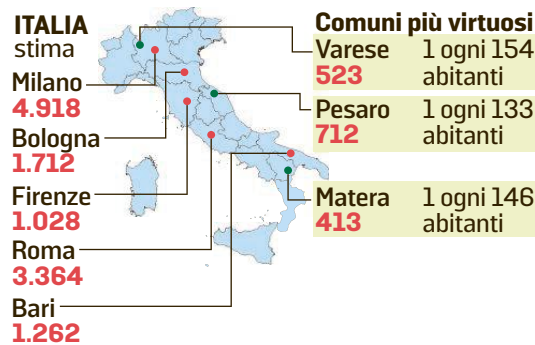 ITALIA
stima
Milano
4.918
Bologna
1.712
Firenze
1.028
Roma
3.364
Bari
1.262
Comuni più virtuosi
Varese 1 ogni 154
523 abitanti
Pesaro 1 ogni 133
712 abitanti
Matera 1 ogni 146
413 abitanti